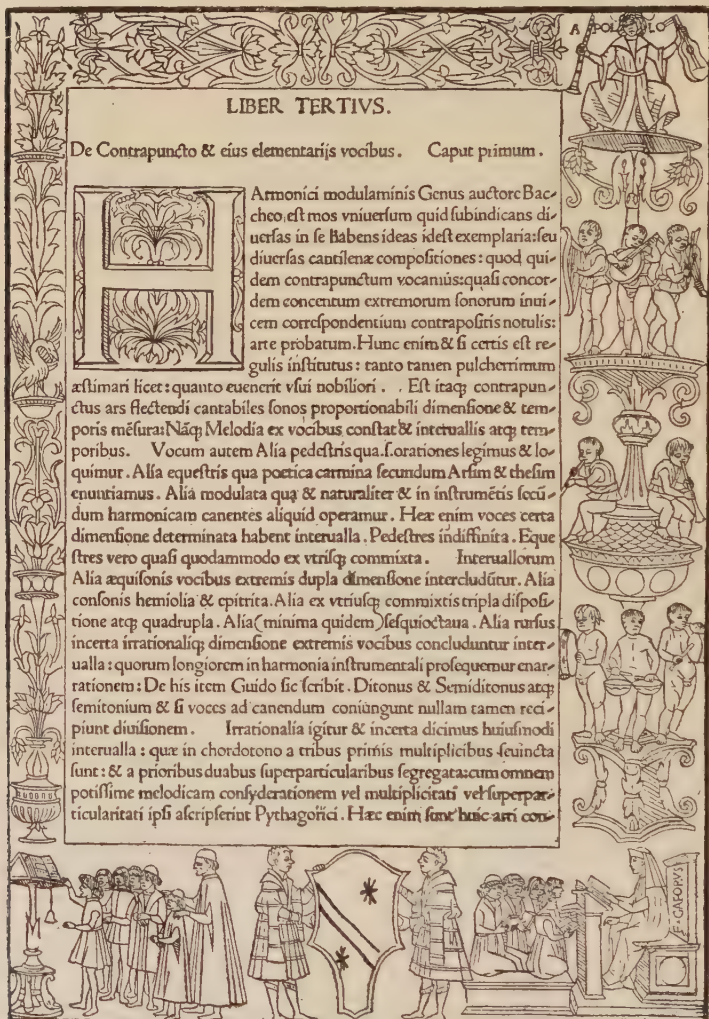 APOLLO
LIBER TERTIVS.
De Contrapuncto & eius elementarijs vocibus. Caput primum.
HArmonici modulaminis Genus auctore Bac-
cheo, est mos vniuersum quid subindicans di-
uersas in se habens ideas idest exemplaria: seu
diuersas cantilenæ compositiones: quod qui-
dem contrapunctum vocamus: quasi concor-
dem concentum extremorum sonorum inui-
cem correspondentium contrapositis notulis:
arte probatum. Hunc enim & si certis est re-
gulis institutus: tanto tamen pulcherrimum
æstimari licet: quanto euenerit vsui nobiliori. . Est itaq; contrapun-
ctus ars flectendi cantabiles sonos proportionabili dimensione & tem-
poris mẽsura: Nãq; Melodia ex vocibus constat & interuallis atq; tem-
poribus. Vocum autem Alia pedestris qua.s.orationes legimus & lo-
quimur. Alia equestris qua poetica carmina secundum Arsim & thesim
enuntiamus. Alia modulata qua & naturaliter & in instrumẽtis secũ-
dum harmonicam canentes aliquid operamur. Heæ enim voces certa
dimensione determinata habent interualla. Pedestres indiffinita. Eque
stres vero quasi quodammodo ex vtrisq; commixta. Interuallorum
Alia æquisonis vocibus extremis dupla dimensione intercludũtur. Alia
consonis hemiolia & epitrita. Alia ex vtriusq; commixtis tripla disposi-
tione atq; quadrupla. Alia (minima quidem) sesquioctaua. Alia rursus
incerta irrationaliq; dimensione extremis vocibus concluduntur inter-
ualla: quorum longiorem in harmonia instrumentali prosequemur enar-
rationem: De his item Guido sic scribit. Ditonus & Semiditonus atq;
semitonium & si voces ad canendum coniungunt nullam tamen reci-
piunt diuisionem. Irrationalia igitur & incerta dicimus huiusmodi
interualla: quæ in chordotono a tribus primis multiplicibus seuincta
sunt: & a prioribus duabus superparticularibus segregata: cum omnem
potissime melodicam consyderationem vel multiplicitati vel superpar-
ticularitati ipsi ascripserint Pythagorici. Hæc enim sunt huic arti con-
F. GAFORVS